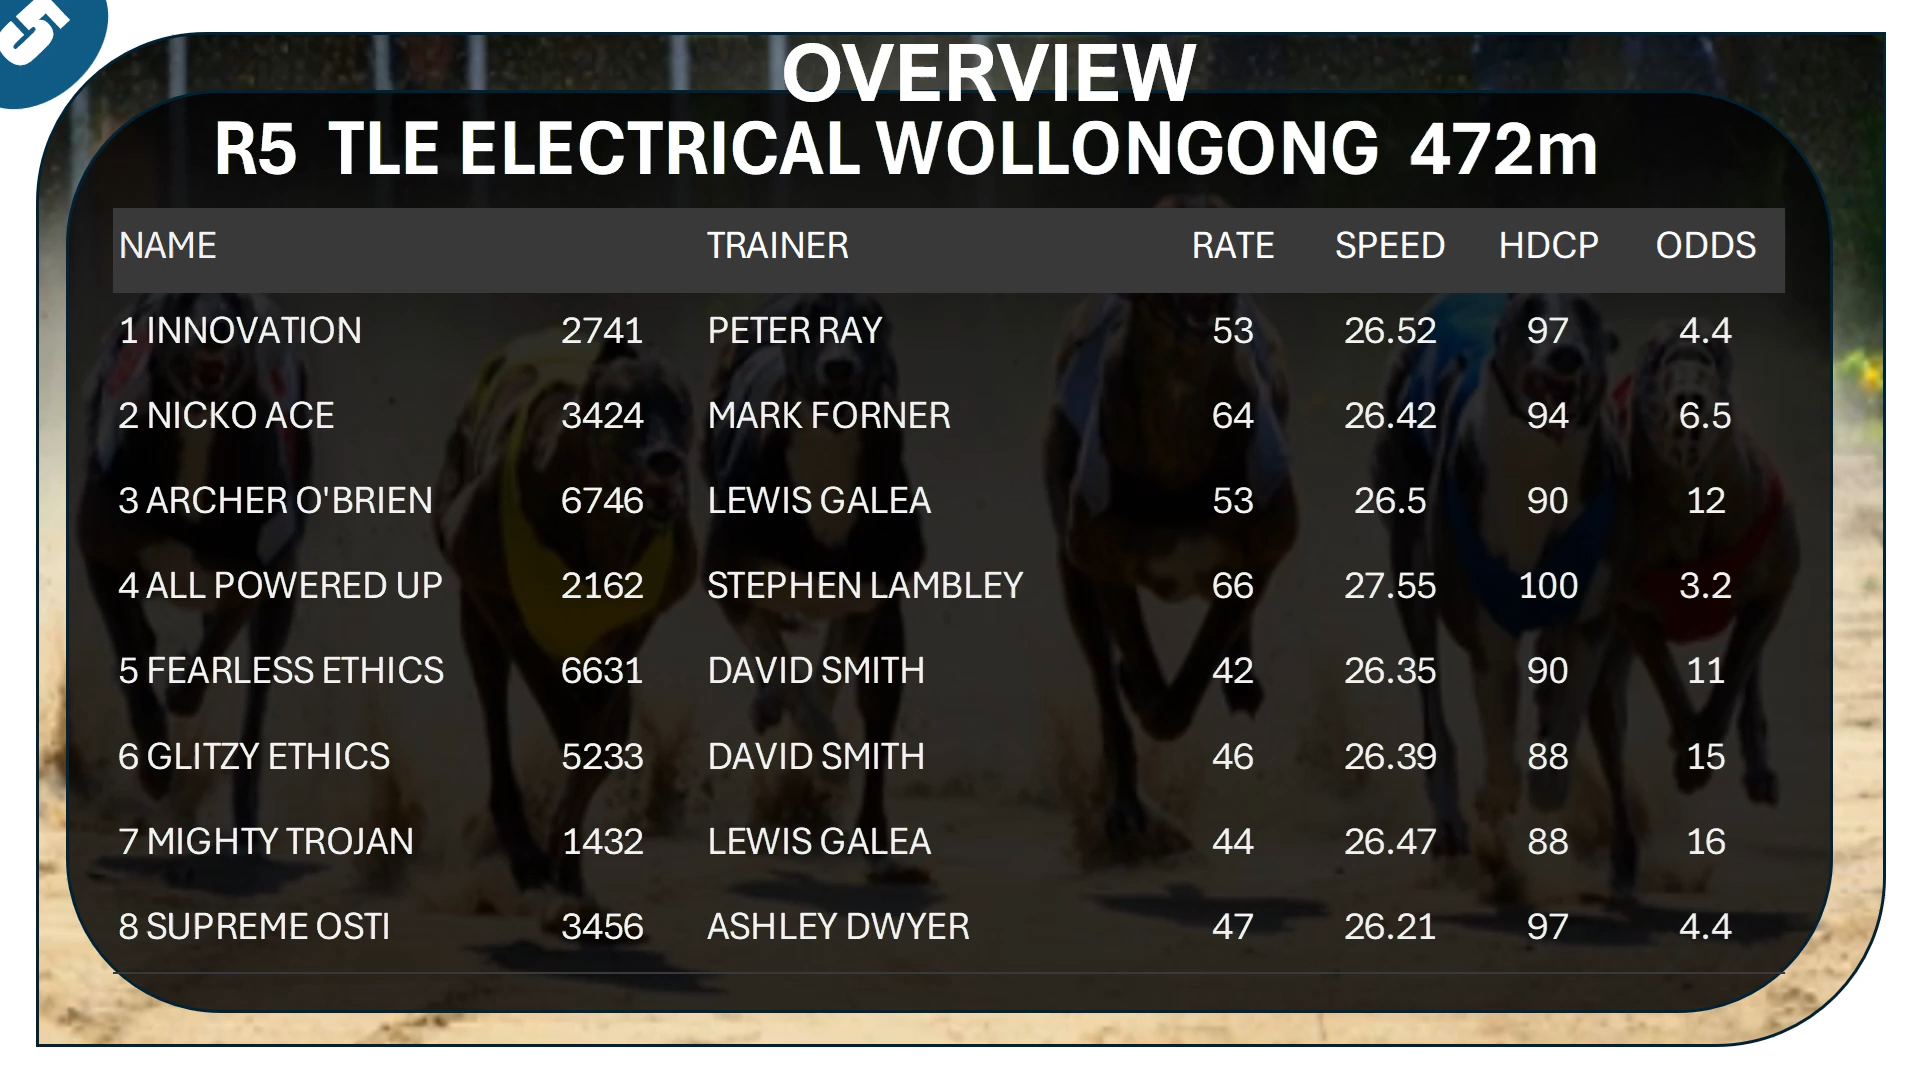 5
OVERVIEW
R5 TLE ELECTRICAL WOLLONGONG 472m
NAME TRAINER RATE SPEED HDCP ODDS
1 INNOVATION 2741 PETER RAY 53 26.52 97 4.4
2 NICKO ACE 3424 MARK FORNER 64 26.42 94 6.5
3 ARCHER O'BRIEN 6746 LEWIS GALEA 53 26.5 90 12
4 ALL POWERED UP 2162 STEPHEN LAMBLEY 66 27.55 100 3.2
5 FEARLESS ETHICS 6631 DAVID SMITH 42 26.35 90 11
6 GLITZY ETHICS 5233 DAVID SMITH 46 26.39 88 15
7 MIGHTY TROJAN 1432 LEWIS GALEA 44 26.47 88 16
8 SUPREME OSTI 3456 ASHLEY DWYER 47 26.21 97 4.4